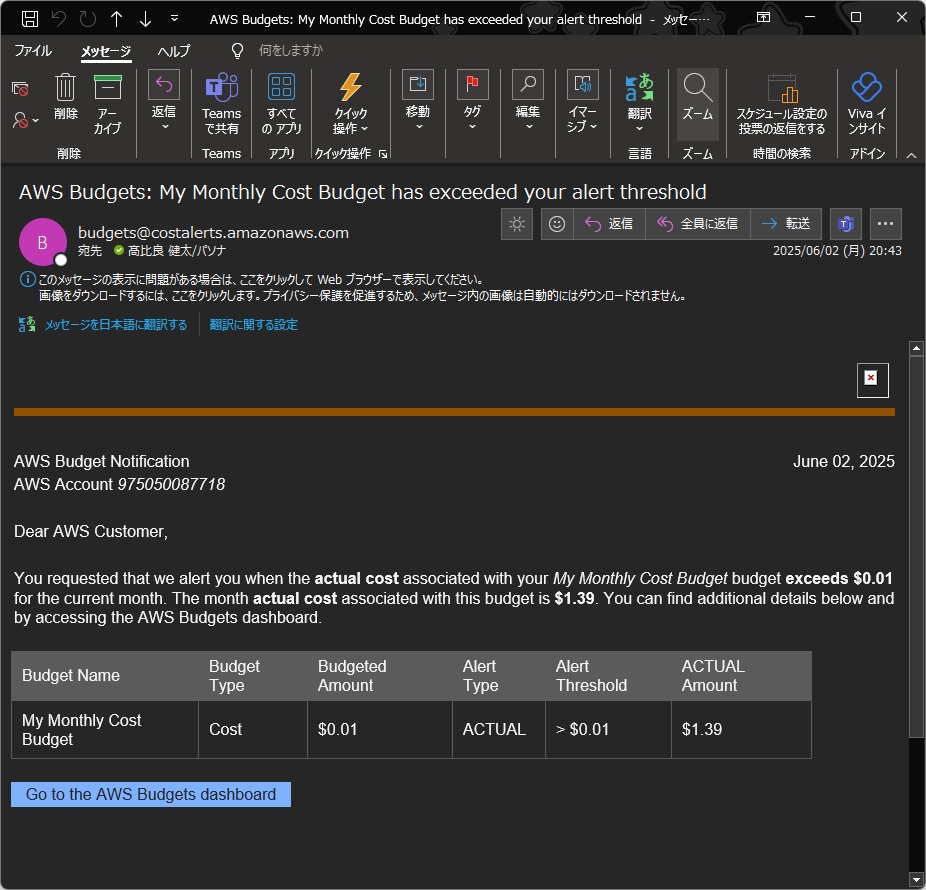 AWS Budgets: My Monthly Cost Budget has exceeded your alert threshold - メッセー…
ファイル メッセージ ヘルプ 何をしますか
削除
アーカイブ
返信
Teams で共有
すべての アプリ
クイック操作
移動
タグ
編集
イマーシブ
翻訳
ズーム
スケジュール設定の投票の返信をする
Viva インサイト
削除 Teams アプリ クイック操作 言語 ズーム 時間の検索 アドイン
AWS Budgets: My Monthly Cost Budget has exceeded your alert threshold
B
budgets@costalerts.amazonaws.com
返信 全員に返信 転送
宛先 高比良 健太/パソナ
2025/06/02 (月) 20:43
このメッセージの表示に問題がある場合は、ここをクリックして Web ブラウザーで表示してください。
画像をダウンロードするには、ここをクリックします。プライバシー保護を促進するため、メッセージ内の画像は自動的にはダウンロードされません。
メッセージを日本語に翻訳する 翻訳に関する設定
AWS Budget Notification June 02, 2025
AWS Account 975050087718
Dear AWS Customer,
You requested that we alert you when the actual cost associated with your My Monthly Cost Budget budget exceeds $0.01
for the current month. The month actual cost associated with this budget is $1.39. You can find additional details below and
by accessing the AWS Budgets dashboard.
Budget Name Budget Type Budgeted Amount Alert Type Alert Threshold ACTUAL Amount
My Monthly Cost Budget Cost $0.01 ACTUAL > $0.01 $1.39
Go to the AWS Budgets dashboard